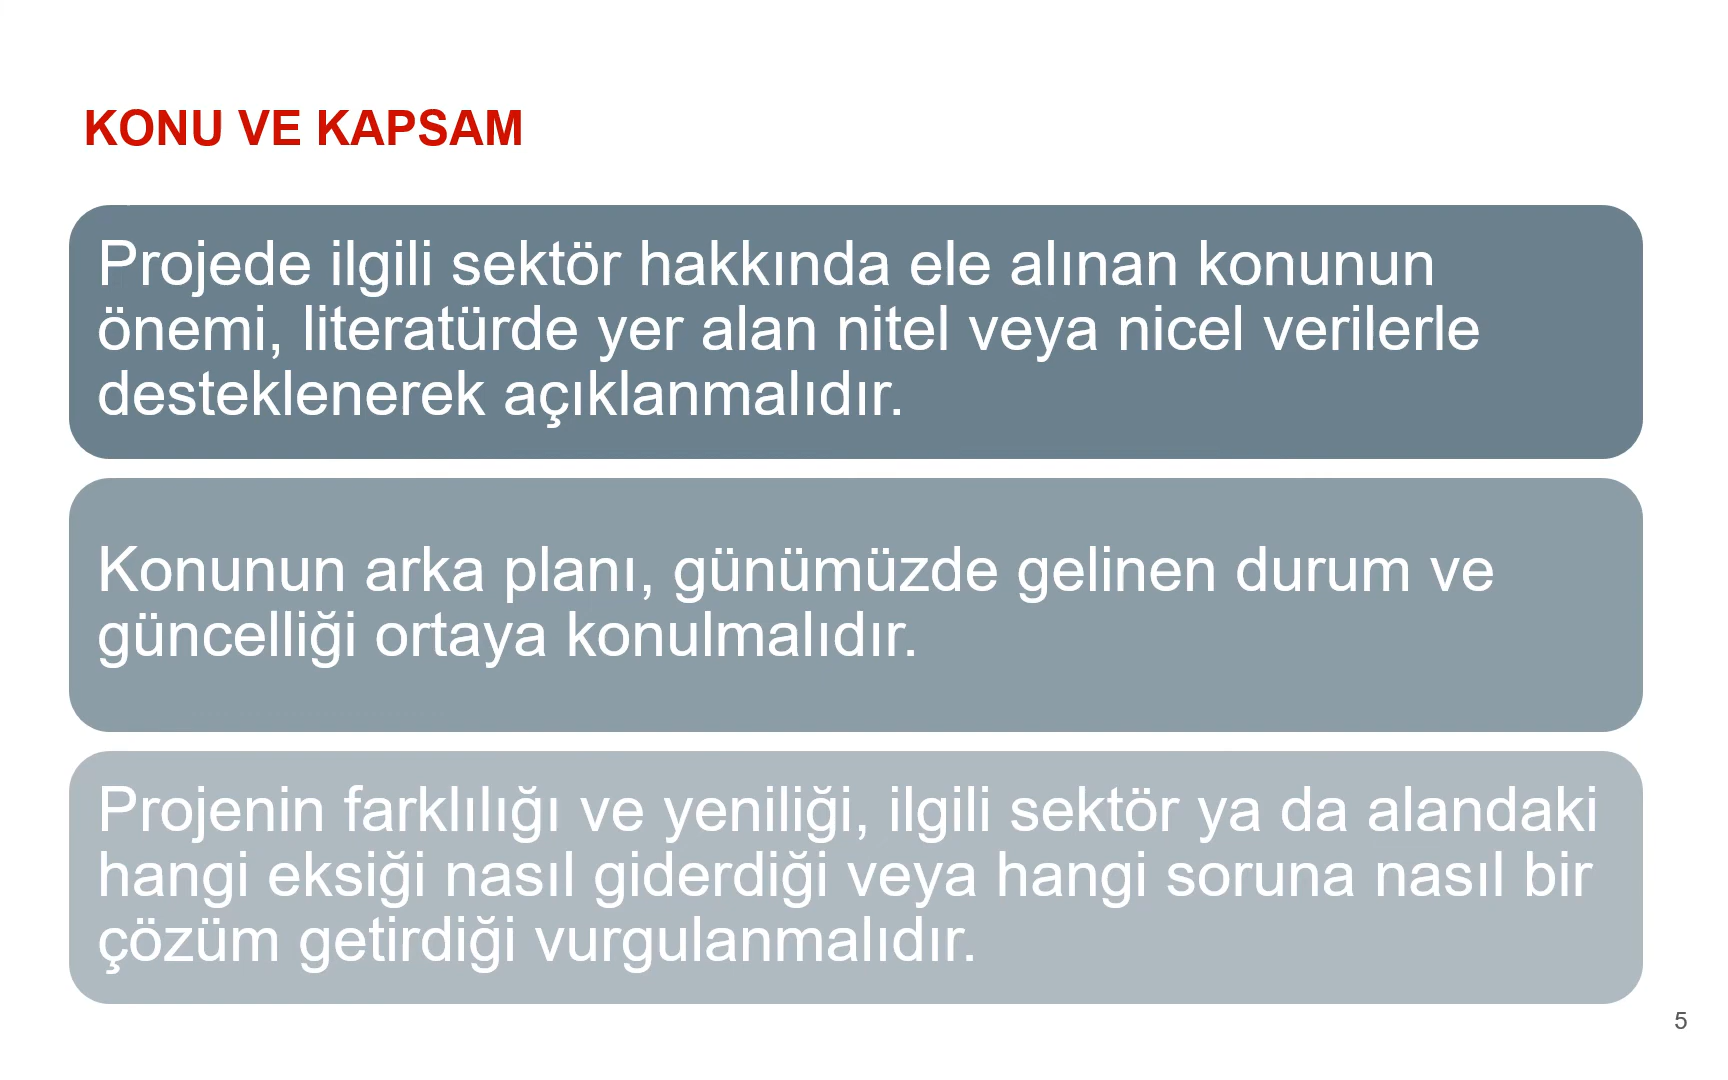 KONU VE KAPSAM
Projede ilgili sektör hakkında ele alınan konunun
önemi, literatürde yer alan nitel veya nicel verilerle
desteklenerek açıklanmalıdır.
Konunun arka planı, günümüzde gelinen durum ve
güncelliği ortaya konulmalıdır.
Projenin farklılığı ve yeniliği, ilgili sektör ya da alandaki
hangi eksiği nasıl giderdiği veya hangi soruna nasıl bir
çözüm getirdiği vurgulanmalıdır.
5